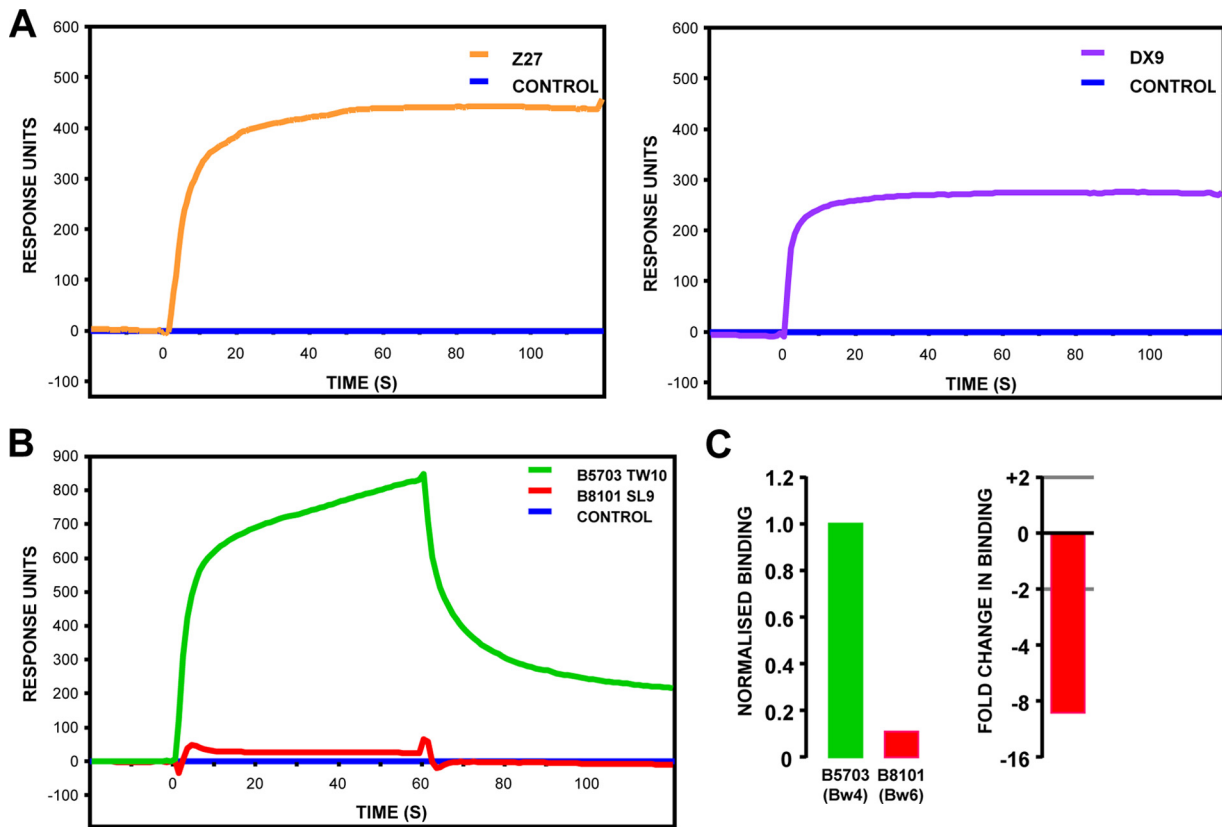 A
RESPONSE UNITS
600
500
400
300
200
100
0
-100
0 20 40 60 80 100
TIME (S)
Z27
CONTROL
RESPONSE UNITS
600
500
400
300
200
100
0
-100
0 20 40 60 80 100
TIME (S)
DX9
CONTROL
B
RESPONSE UNITS
900
800
700
600
500
400
300
200
100
0
-100
0 20 40 60 80 100
TIME (S)
B5703 TW10
B8101 SL9
CONTROL
C
NORMALISED BINDING
1.2
1.0
0.8
0.6
0.4
0.2
0
B5703 B8101
(Bw4) (Bw6)
FOLD CHANGE IN BINDING
+2
0
-2
-4
-8
-16